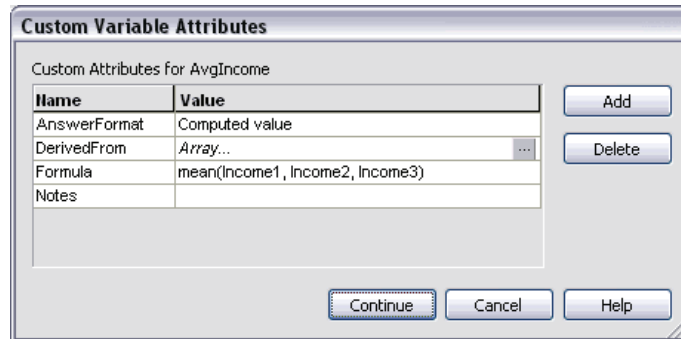 Custom Variable Attributes
Custom Attributes for AvgIncome
Name Value
AnswerFormat Computed value
DerivedFrom Array... ...
Formula mean(Income1, Income2, Income3)
Notes
Add
Delete
Continue Cancel Help